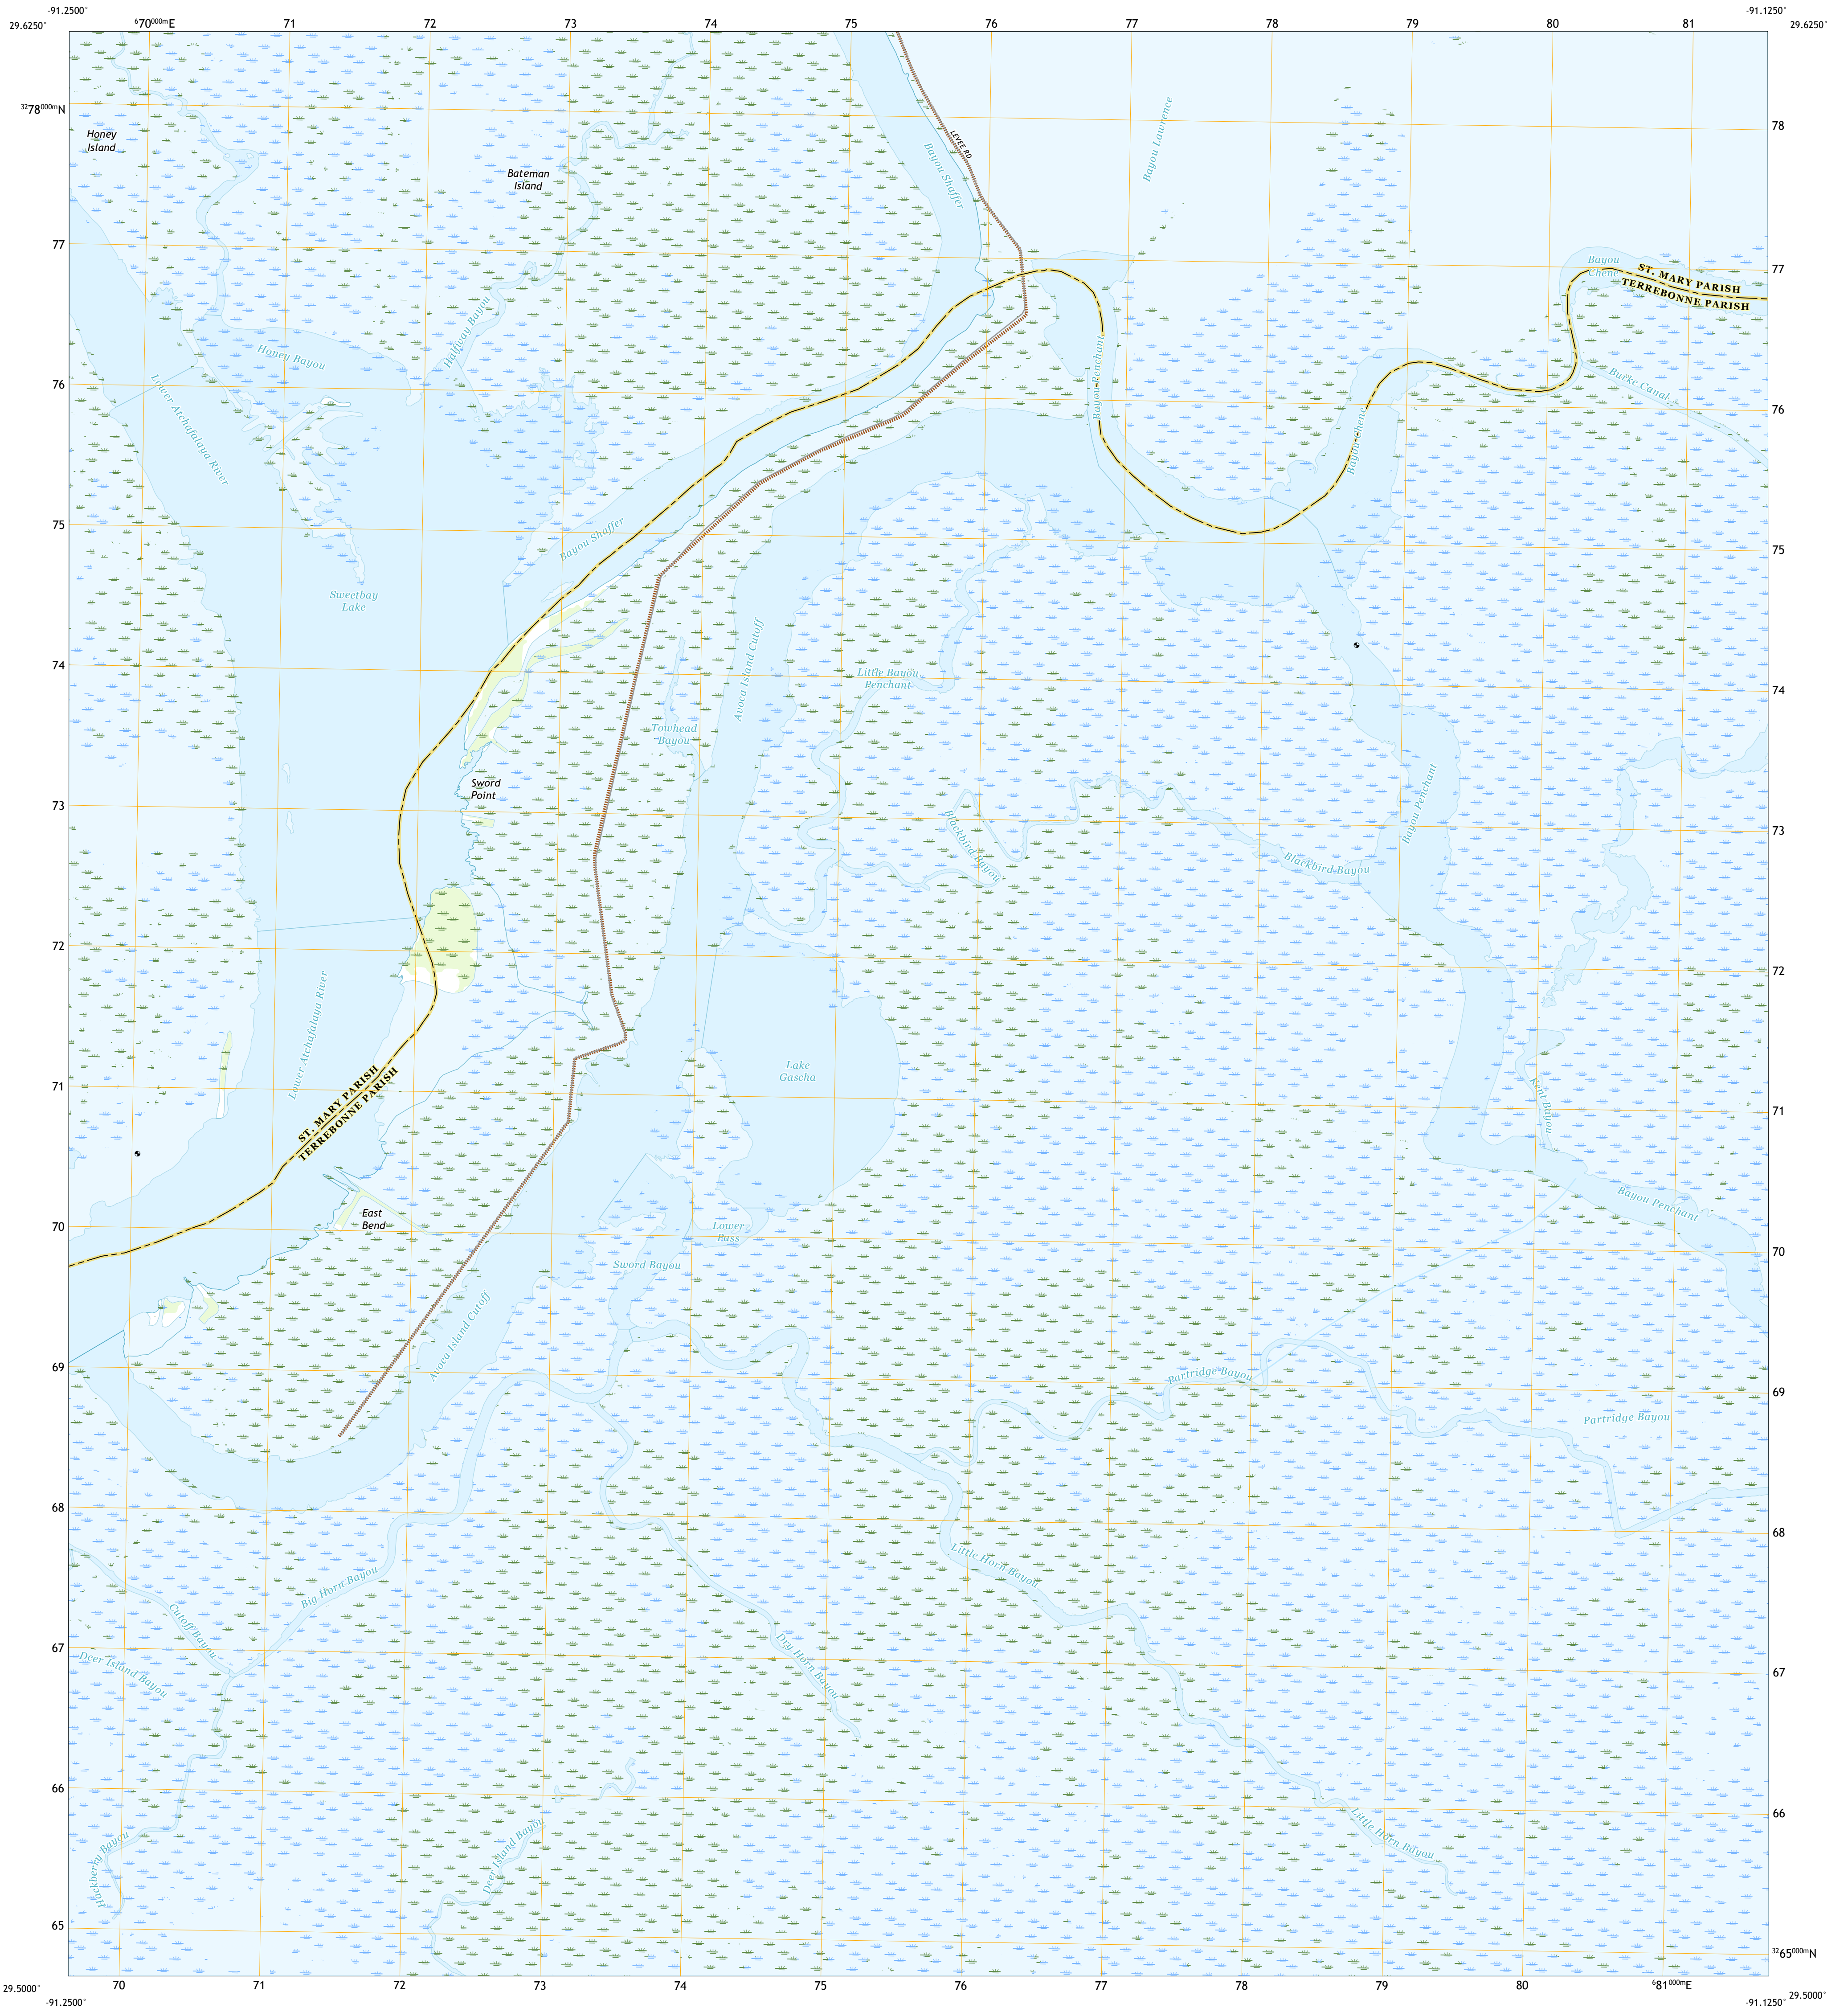 -91.2500°
-91.1250°
29.6250°
⁶70⁰⁰⁰ᵐE
71
72
73
74
75
76
77
78
79
80
81
29.6250°
³²78⁰⁰⁰ᵐN
78
LEVEE RD
Bayou Lawrence
Honey
Island
Bateman
Island
Bayou Shaffer
77
77
Bayou
Chene
ST. MARY PARISH
TERREBONNE PARISH
Halfway Bayou
Honey Bayou
Lower Atchafalaya River
Bayou Penchant
Burke Canal
76
76
Bayou Chene
75
75
Bayou Shaffer
Sweetbay
Lake
74
74
Avoca Island Cutoff
Little Bayou
Penchant
Towhead
Bayou
Sword
Point
Bayou Penchant
73
73
Blackbird Bayou
Blackbird Bayou
72
72
Lower Atchafalaya River
Lake
Gascha
Kent Bayou
71
71
ST. MARY PARISH
TERREBONNE PARISH
East
Bend
Bayou Penchant
Lower
Pass
70
70
Sword Bayou
Avoca Island Cutoff
69
69
Partridge Bayou
Partridge Bayou
68
68
Little Horn Bayou
Big Horn Bayou
Cutoff Bayou
Dry Horn Bayou
67
67
Deer Island Bayou
66
66
Little Horn Bayou
Deer Island Bayou
Hackberry Bayou
65
³²65⁰⁰⁰ᵐN
29.5000°
70
71
72
73
74
75
76
77
78
79
80
⁶81⁰⁰⁰ᵐE
29.5000°
-91.2500°
-91.1250°